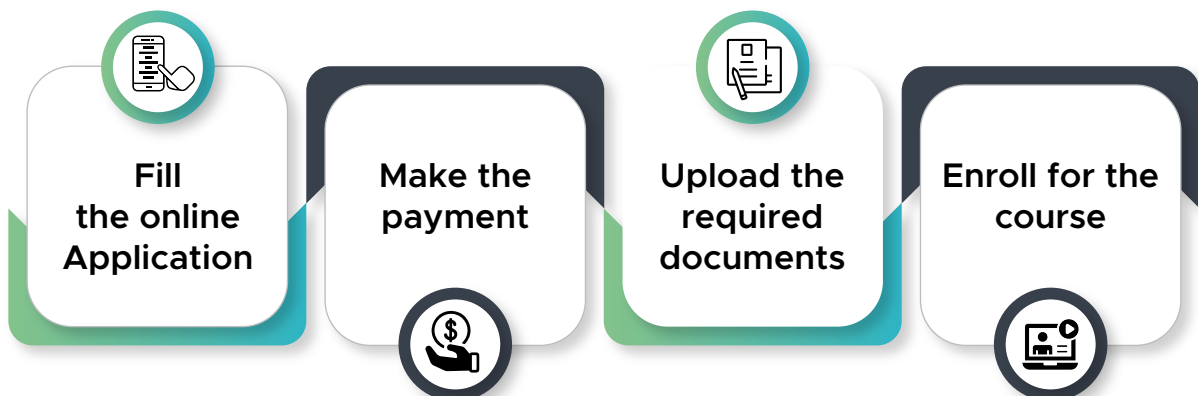 Fill
the online
Application
Make the
payment
Upload the
required
documents
Enroll for the
course
$